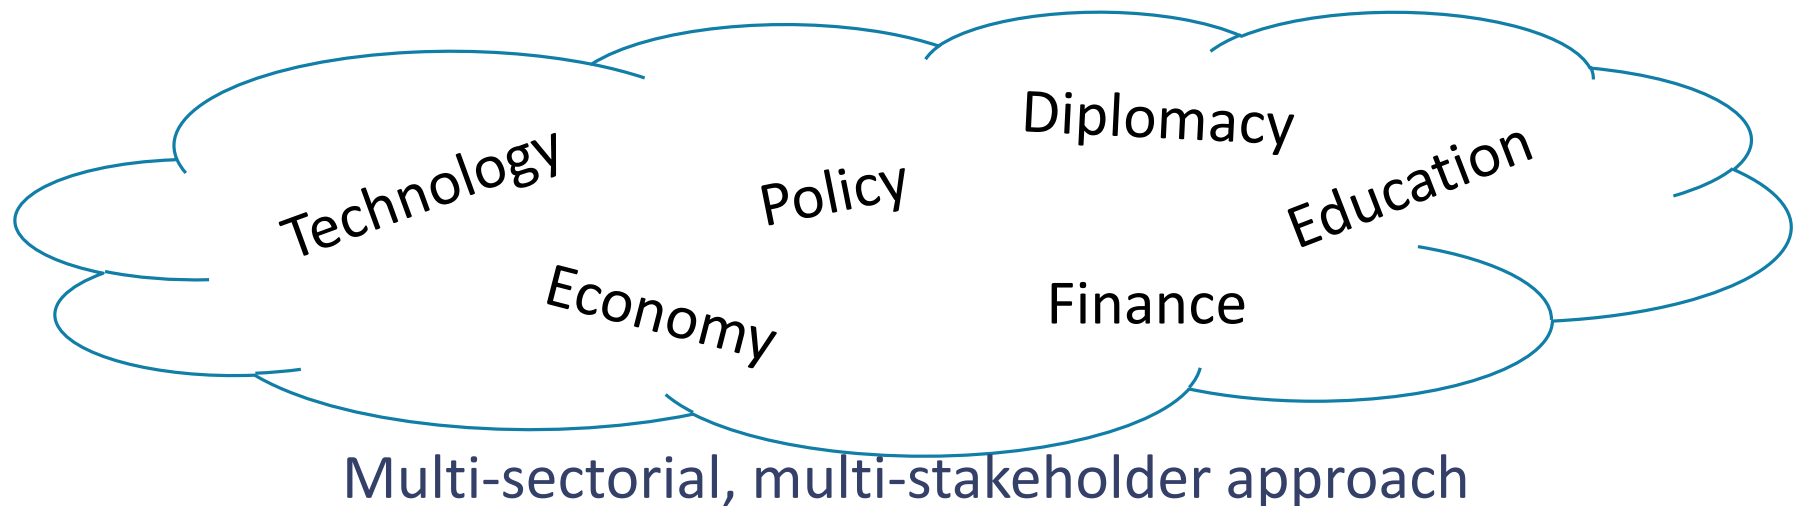 Diplomacy
Technology
Policy
Education
Economy
Finance
Multi-sectorial, multi-stakeholder approach